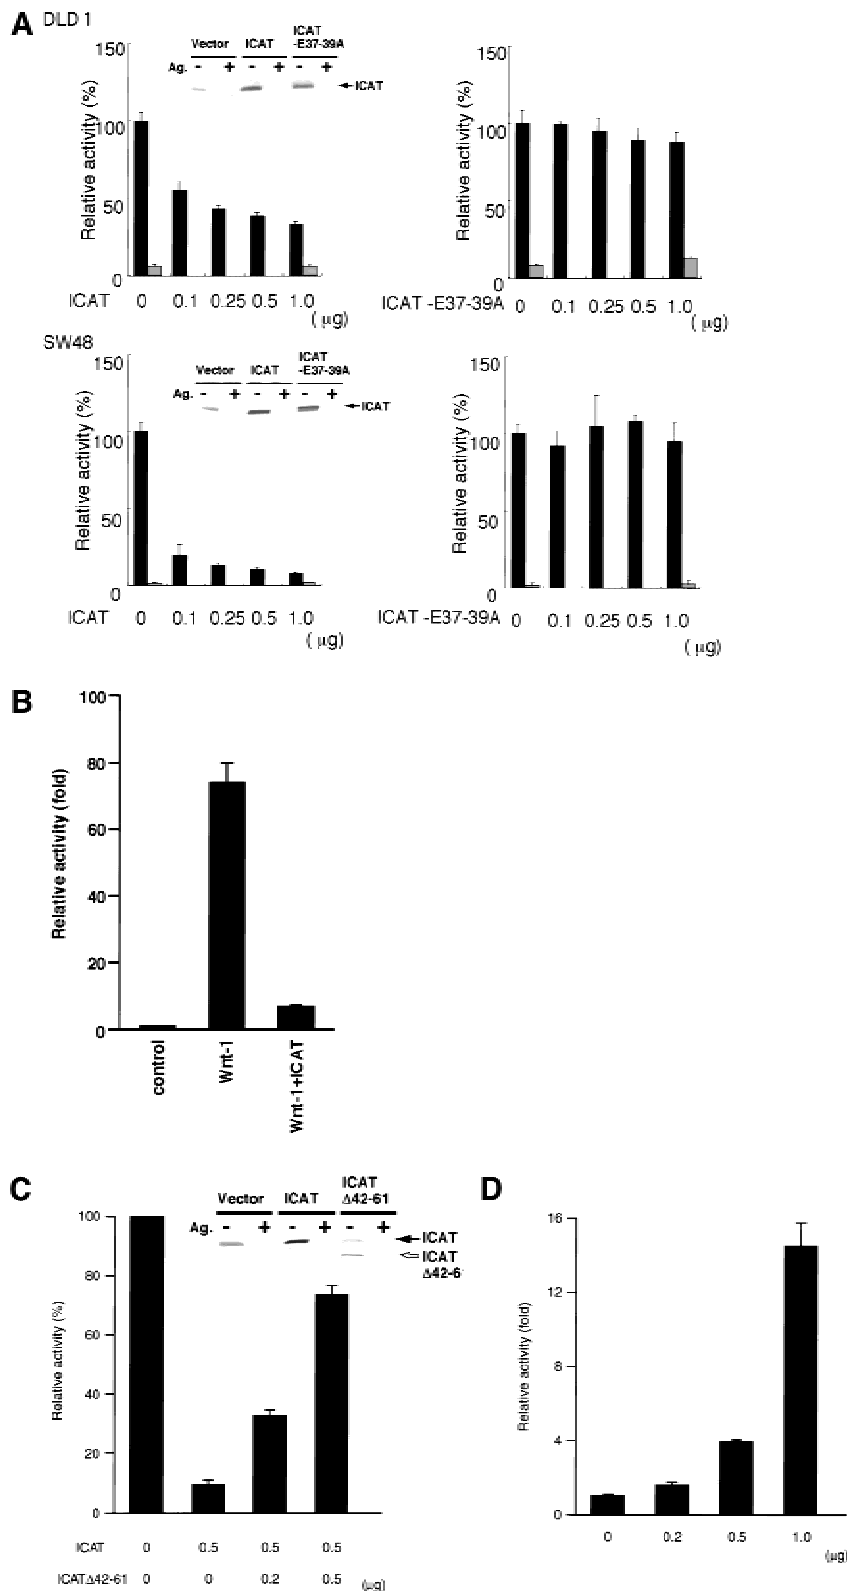 A DLD 1
Vector ICAT ICAT -E37-39A
Ag. - + - + - +
ICAT
Relative activity (%)
150
100
50
0
ICAT 0 0.1 0.25 0.5 1.0
( μg)
Relative activity (%)
150
100
50
0
ICAT -E37-39A 0 0.1 0.25 0.5 1.0
( μg)
SW48
Vector ICAT ICAT -E37-39A
Ag. - + - + - +
ICAT
Relative activity (%)
150
100
50
0
ICAT 0 0.1 0.25 0.5 1.0
( μg)
Relative activity (%)
150
100
50
0
ICAT -E37-39A 0 0.1 0.25 0.5 1.0
( μg)
B
Relative activity (fold)
100
80
60
40
20
0
control Wnt-1 Wnt-1+ICAT
C
Vector ICAT ICAT Δ42-61
Ag. - + - + - +
ICAT
ICAT
Δ42-6
Relative activity (%)
100
80
60
40
20
0
ICAT 0 0.5 0.5 0.5
ICATΔ42-61 0 0 0.2 0.5 (μg)
D
Relative activity (fold)
16
12
8
4
0
0 0.2 0.5 1.0
(μg)